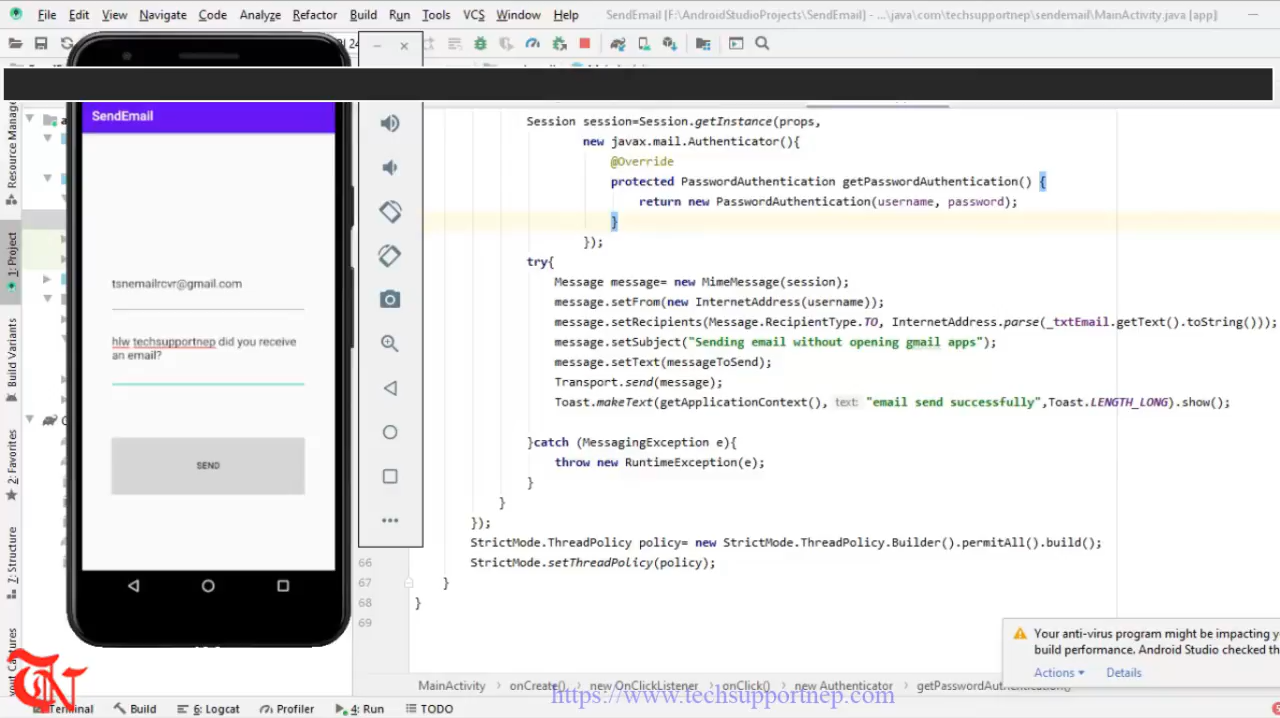 File Edit View Navigate Code Analyze Refactor Build Run Tools VCS Window Help SendEmail [F:\AndroidStudioProjects\SendEmail] - ...\java\com\techsupportnep\sendemail\MainActivity.java [app]
SendEmail
tsnemailrcvr@gmail.com
hlw techsupportnep did you receive
an email?
SEND
Resource Manager
1: Project
Build Variants
2: Favorites
7: Structure
Session session=Session.getInstance(props,
new javax.mail.Authenticator(){
@Override
protected PasswordAuthentication getPasswordAuthentication() {
return new PasswordAuthentication(username, password);
}
});
try{
Message message= new MimeMessage(session);
message.setFrom(new InternetAddress(username));
message.setRecipients(Message.RecipientType.TO, InternetAddress.parse(_txtEmail.getText().toString()));
message.setSubject("Sending email without opening gmail apps");
message.setText(messageToSend);
Transport.send(message);
Toast.makeText(getApplicationContext(), text: "email send successfully",Toast.LENGTH_LONG).show();
}catch (MessagingException e){
throw new RuntimeException(e);
}
}
});
StrictMode.ThreadPolicy policy= new StrictMode.ThreadPolicy.Builder().permitAll().build();
66 StrictMode.setThreadPolicy(policy);
67 }
68 }
69
Your anti-virus program might be impacting
build performance. Android Studio checked
Actions Details
MainActivity › onCreate() › new OnClickListener › onClick() › new Authenticator › getPasswordAuthentication()
https://www.techsupportnep.com
TN
Terminal Build 6: Logcat Profiler 4: Run TODO